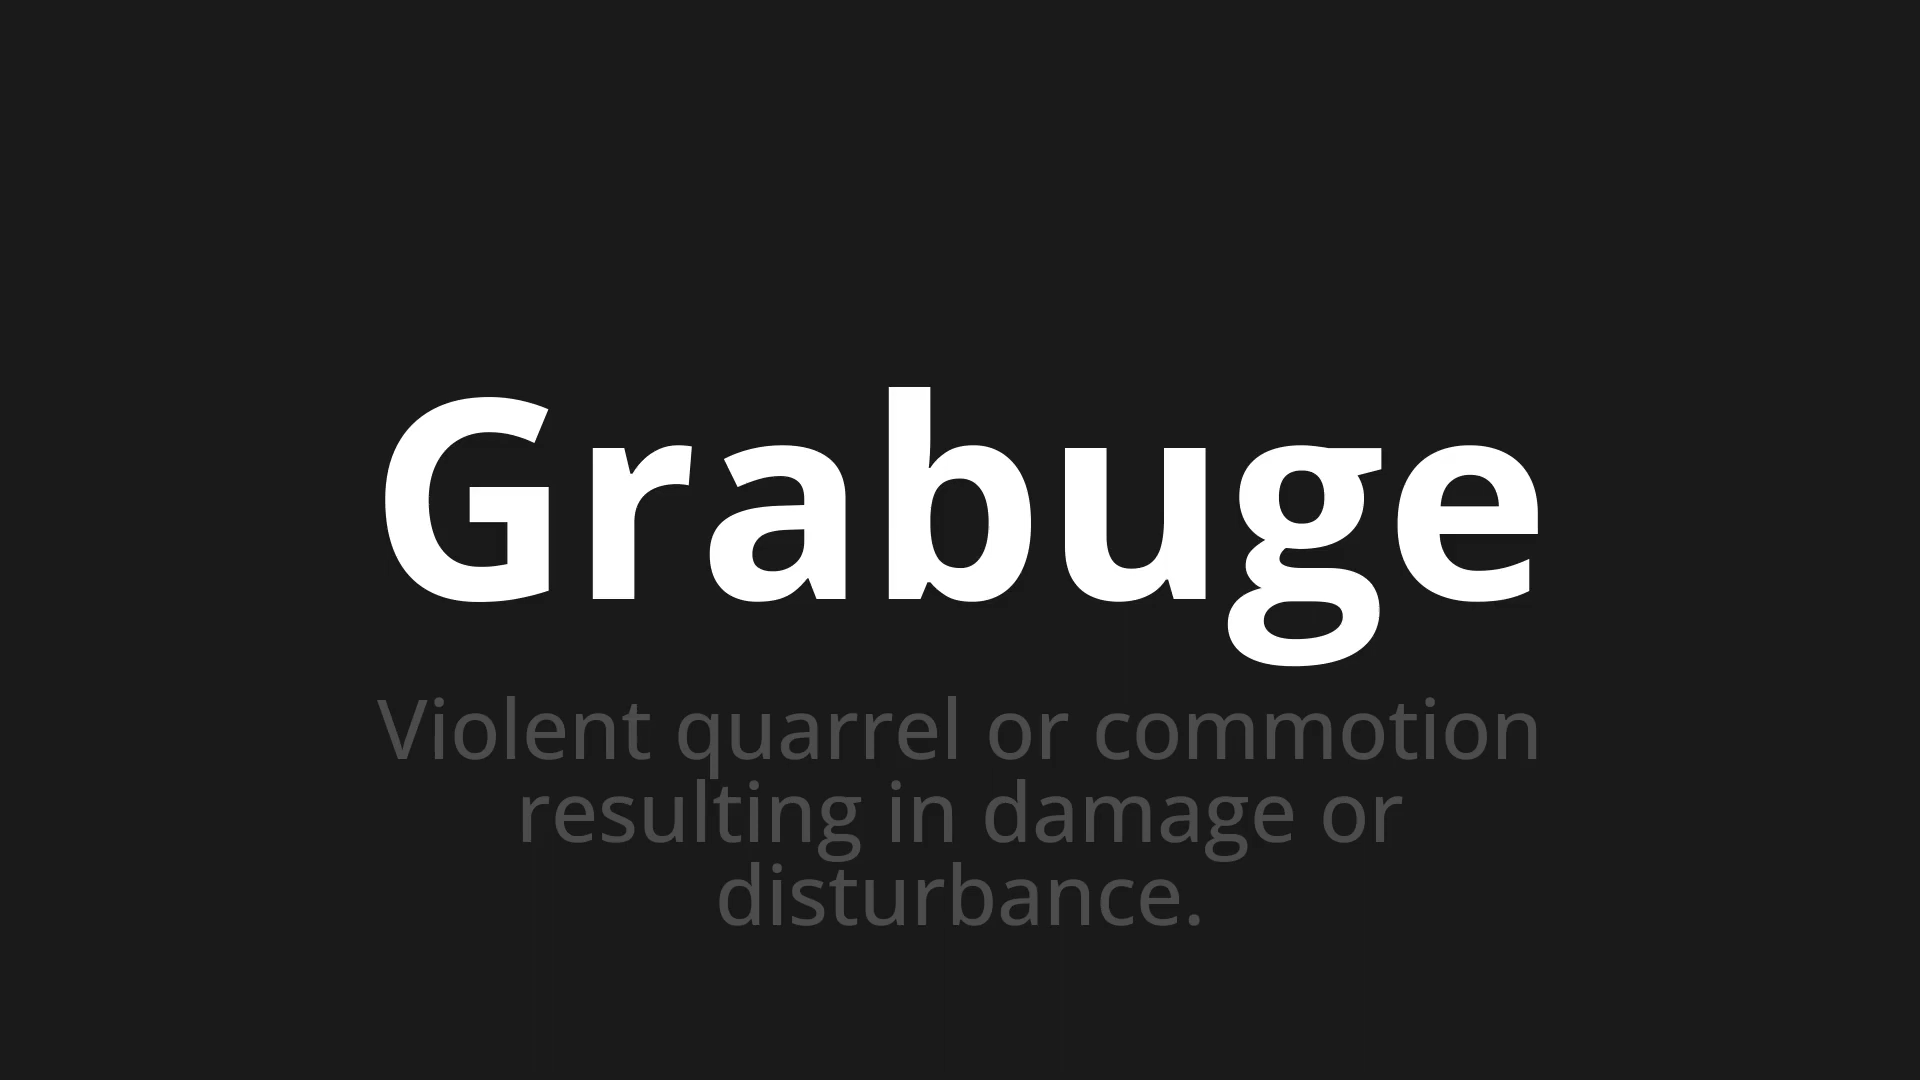 Grabuge
Violent quarrel or commotion
resulting in damage or
disturbance.